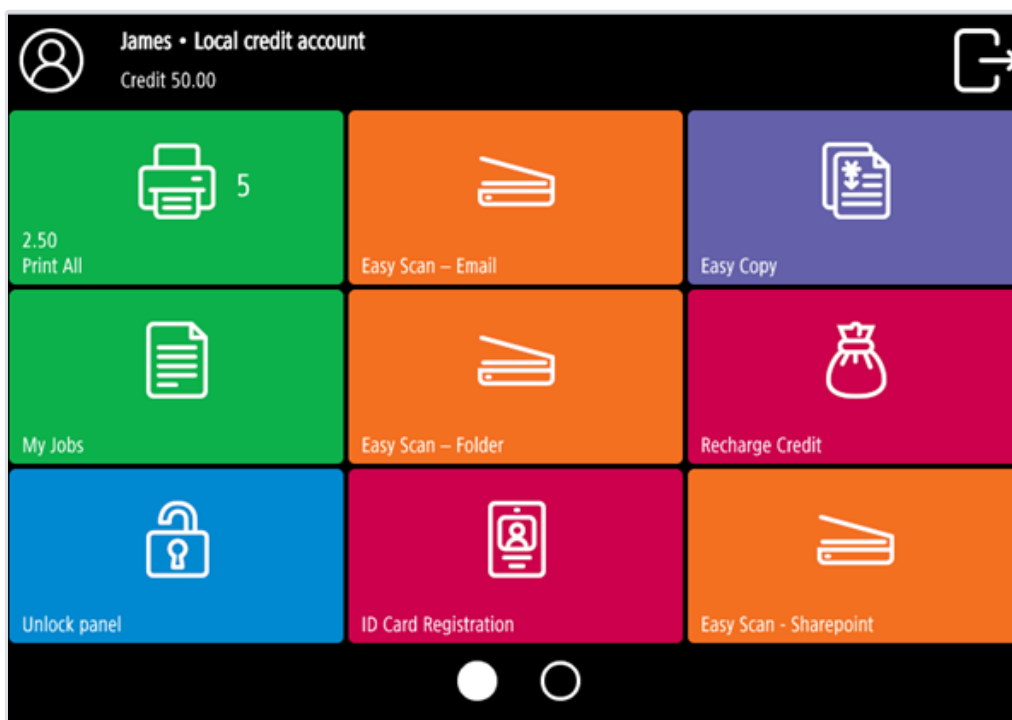 James • Local credit account
Credit 50.00
5
2.50
Print All
Easy Scan – Email
Easy Copy
My Jobs
Easy Scan – Folder
Recharge Credit
Unlock panel
ID Card Registration
Easy Scan - Sharepoint